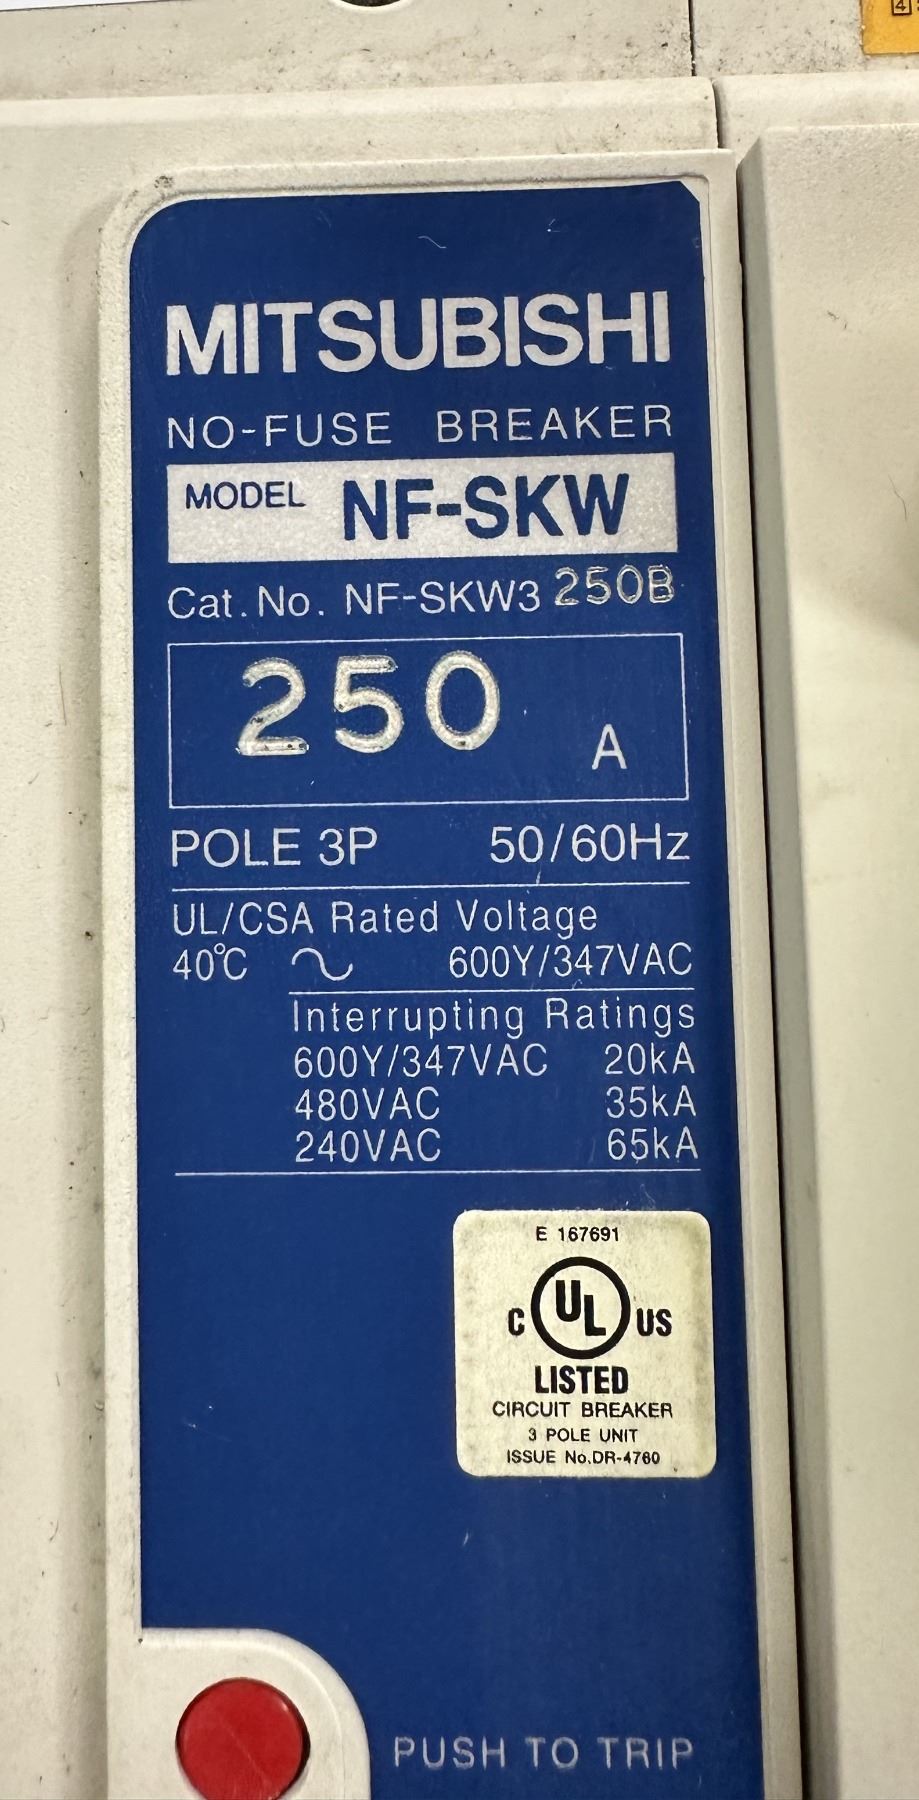 4
MITSUBISHI
NO-FUSE BREAKER
MODEL NF-SKW
Cat. No. NF-SKW3 250B
250 A
POLE 3P 50/60Hz
UL/CSA Rated Voltage
40℃ ~ 600Y/347VAC
Interrupting Ratings
600Y/347VAC 20kA
480VAC 35kA
240VAC 65kA
E 167691
C UL US
LISTED
CIRCUIT BREAKER
3 POLE UNIT
ISSUE No.DR-4760
PUSH TO TRIP